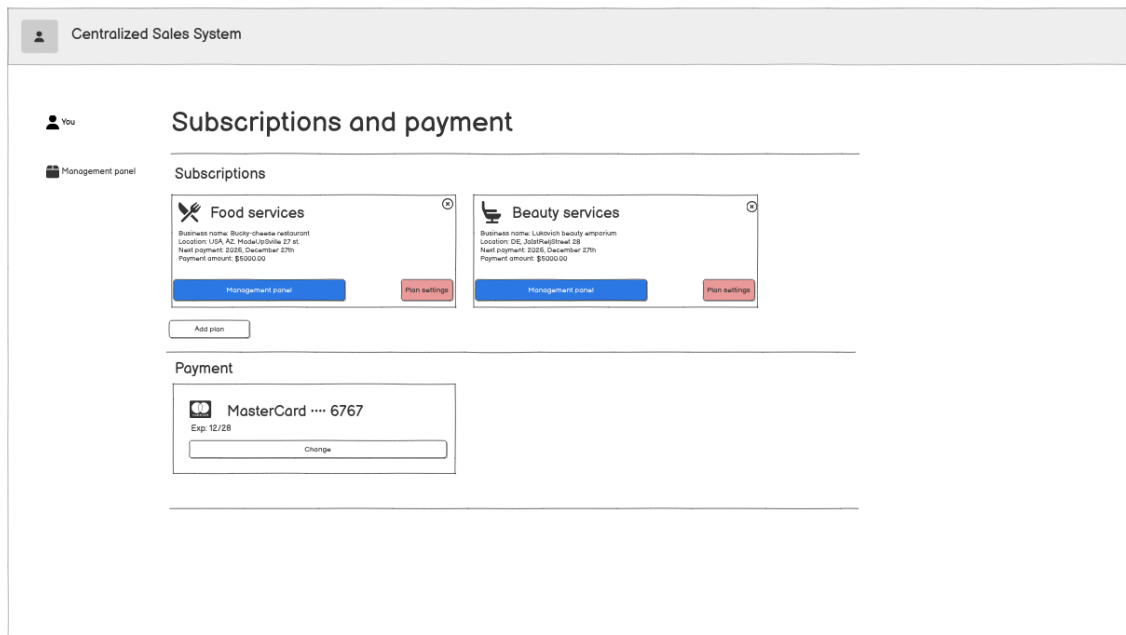 Centralized Sales System
You
Management panel
Subscriptions and payment
Subscriptions
Food services
Business name: Bucky-cheese restaurant
Location: USA, AZ. MadeUpSville 27 st.
Next payment: 2026, December 27th
Payment amount: $5000.00
Management panel
Plan settings
Beauty services
Business name: Lukovich beauty emporium
Location: DE, JaIstReijStreet 28
Next payment: 2026, December 27th
Payment amount: $5000.00
Management panel
Plan settings
Add plan
Payment
MasterCard ···· 6767
Exp: 12/28
Change